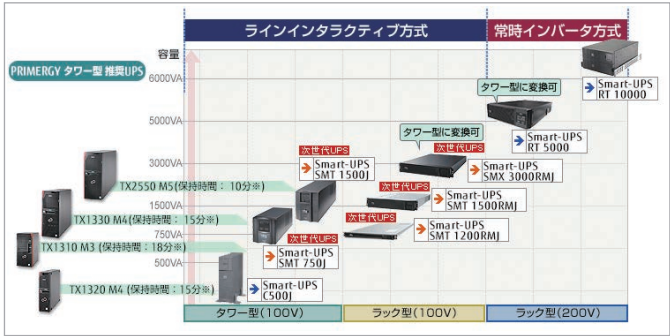 ラインインタラクティブ方式
常時インバータ方式
容量
PRIMERGY タワー型 推奨UPS
6000VA
5000VA
3000VA
1500VA
750VA
500VA
Smart-UPS
RT 10000
タワー型に変換可
Smart-UPS
RT 5000
タワー型に変換可
次世代UPS
Smart-UPS
SMX 3000RMJ
次世代UPS
Smart-UPS
SMT 1500J
次世代UPS
Smart-UPS
SMT 1500RMJ
次世代UPS
Smart-UPS
SMT 1200RMJ
次世代UPS
Smart-UPS
SMT 750J
Smart-UPS
C500J
TX2550 M5(保持時間：10分※)
TX1330 M4(保持時間：15分※)
TX1310 M3 (保持時間：18分※)
TX1320 M4 (保持時間：15分※)
タワー型(100V)
ラック型(100V)
ラック型(200V)